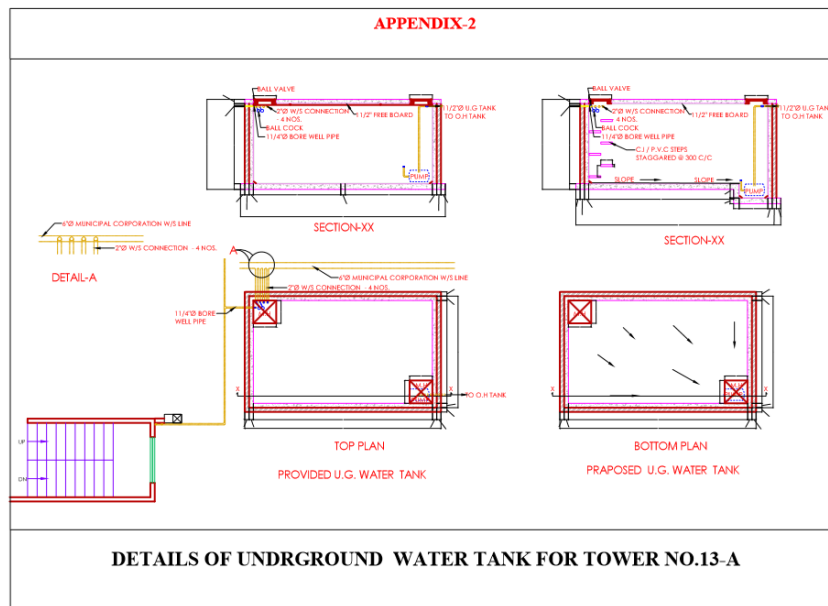 APPENDIX-2
BALL VALVE
2"Ø W/S CONNECTION
- 4 NOS.
BALL COCK
11/4"Ø BORE WELL PIPE
11/2" FREE BOARD
11/2"Ø U.G TANK
TO O.H TANK
PUMP
SECTION-XX
BALL VALVE
2"Ø W/S CONNECTION
- 4 NOS.
BALL COCK
11/4"Ø BORE WELL PIPE
11/2" FREE BOARD
11/2"Ø U.G TANK
TO O.H TANK
C.I / P.V.C STEPS
STAGGARED @ 300 C/C
SLOPE
SLOPE
PUMP
SECTION-XX
6"Ø MUNICIPAL CORPORATION W/S LINE
2"Ø W/S CONNECTION - 4 NOS.
DETAIL-A
A
6"Ø MUNICIPAL CORPORATION W/S LINE
2"Ø W/S CONNECTION - 4 NOS.
11/4"Ø BORE
WELL PIPE
X
X
TO O.H TANK
TOP PLAN
PROVIDED U.G. WATER TANK
X
X
BOTTOM PLAN
PRAPOSED U.G. WATER TANK
UP
DN
DETAILS OF UNDRGROUND WATER TANK FOR TOWER NO.13-A